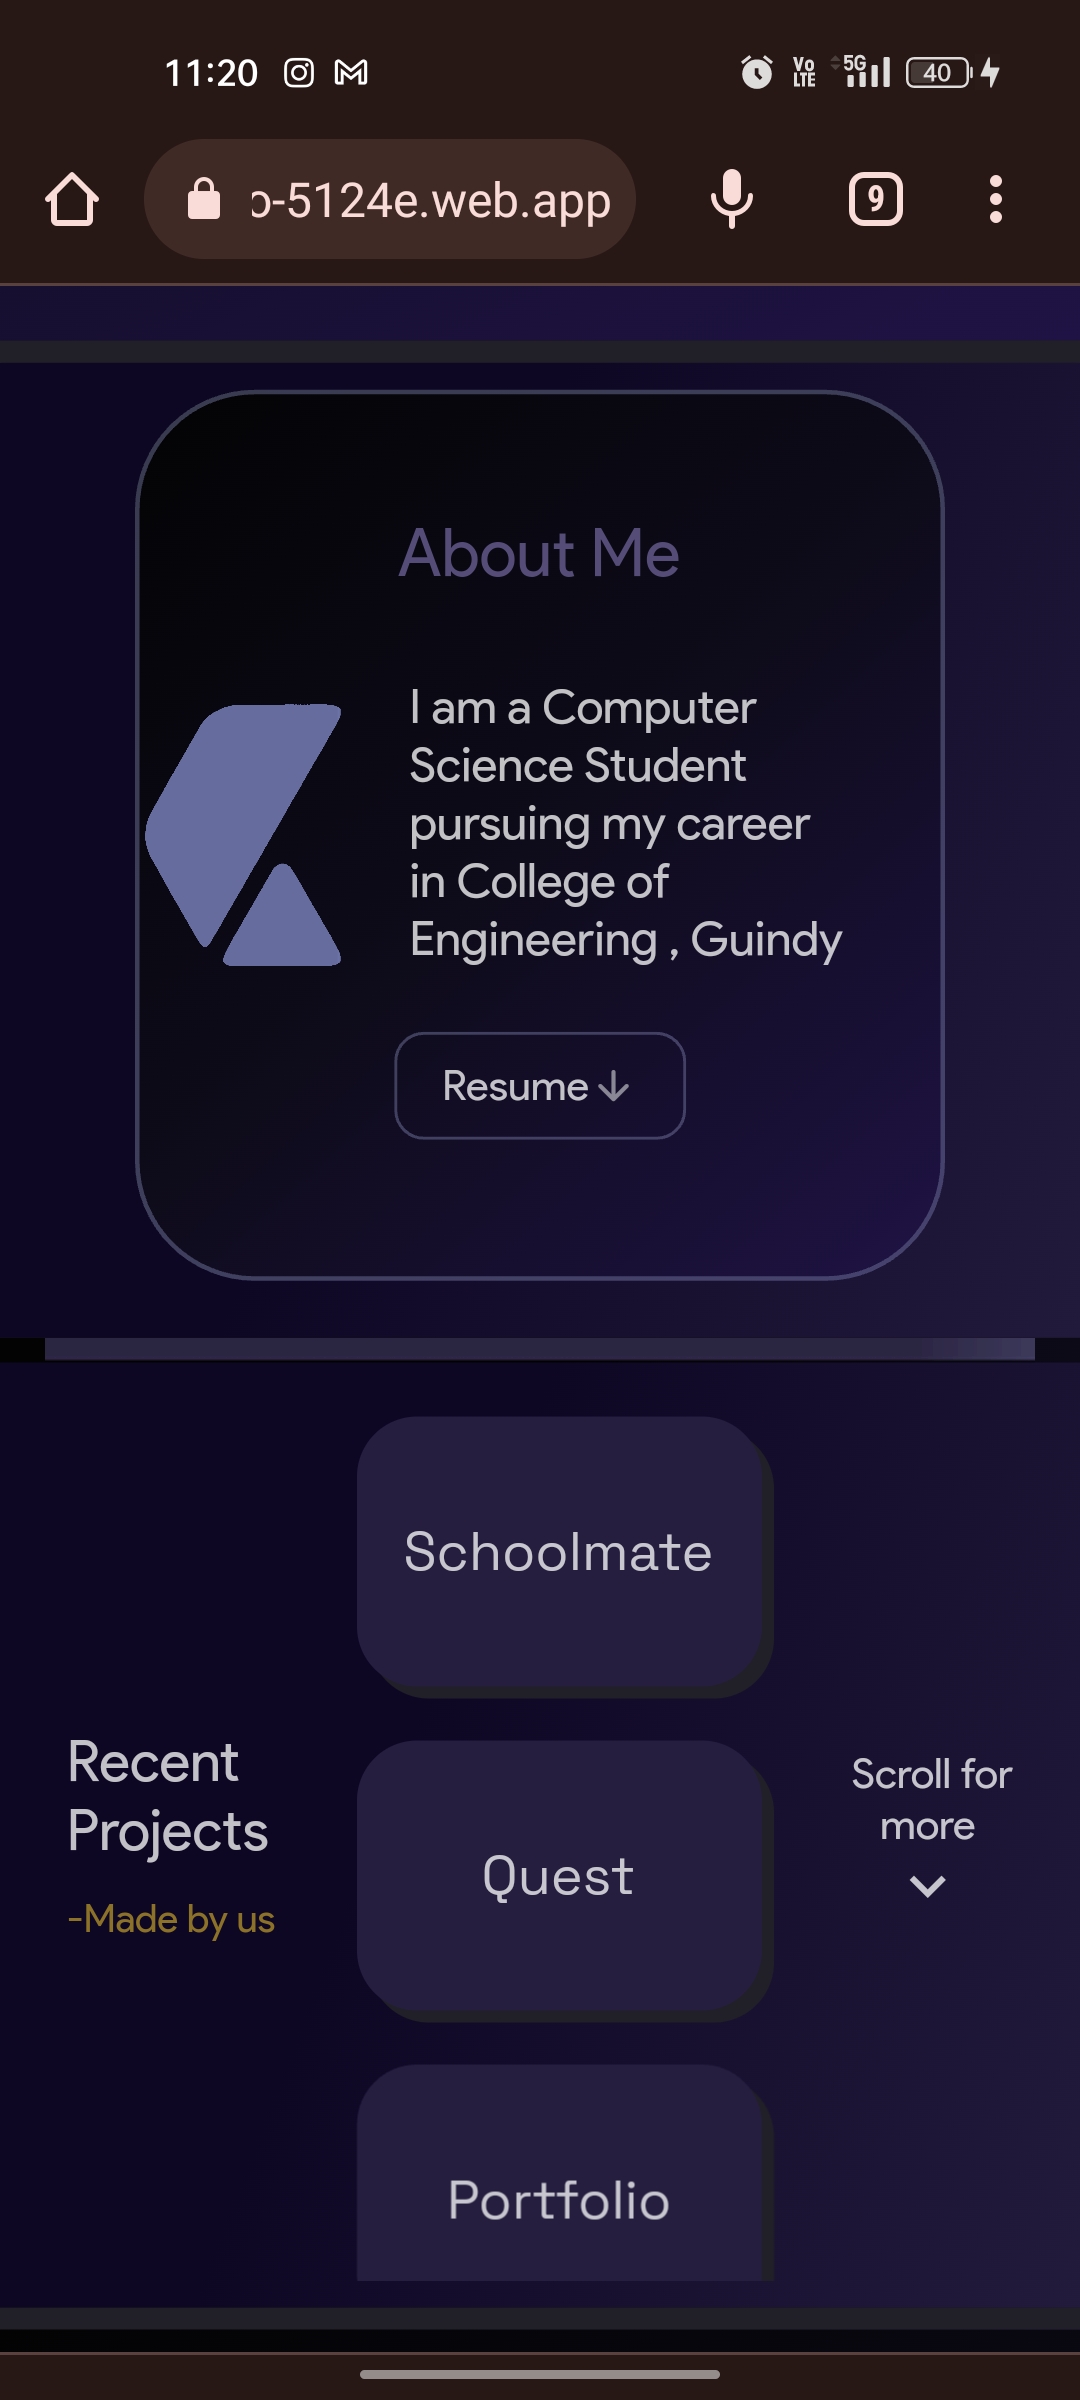 11:20
Vo LTE
5G
40
o-5124e.web.app
9
About Me
I am a Computer
Science Student
pursuing my career
in College of
Engineering , Guindy
Resume
Schoolmate
Recent
Projects
-Made by us
Quest
Scroll for
more
Portfolio